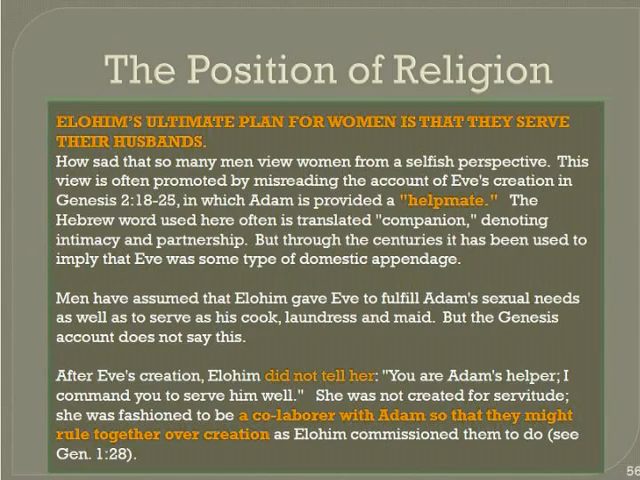 The Position of Religion
ELOHIM'S ULTIMATE PLAN FOR WOMEN IS THAT THEY SERVE
THEIR HUSBANDS.
How sad that so many men view women from a selfish perspective. This
view is often promoted by misreading the account of Eve's creation in
Genesis 2:18-25, in which Adam is provided a "helpmate." The
Hebrew word used here often is translated "companion," denoting
intimacy and partnership. But through the centuries it has been used to
imply that Eve was some type of domestic appendage.
Men have assumed that Elohim gave Eve to fulfill Adam's sexual needs
as well as to serve as his cook, laundress and maid. But the Genesis
account does not say this.
After Eve's creation, Elohim did not tell her: "You are Adam's helper; I
command you to serve him well." She was not created for servitude;
she was fashioned to be a co-laborer with Adam so that they might
rule together over creation as Elohim commissioned them to do (see
Gen. 1:28).
56